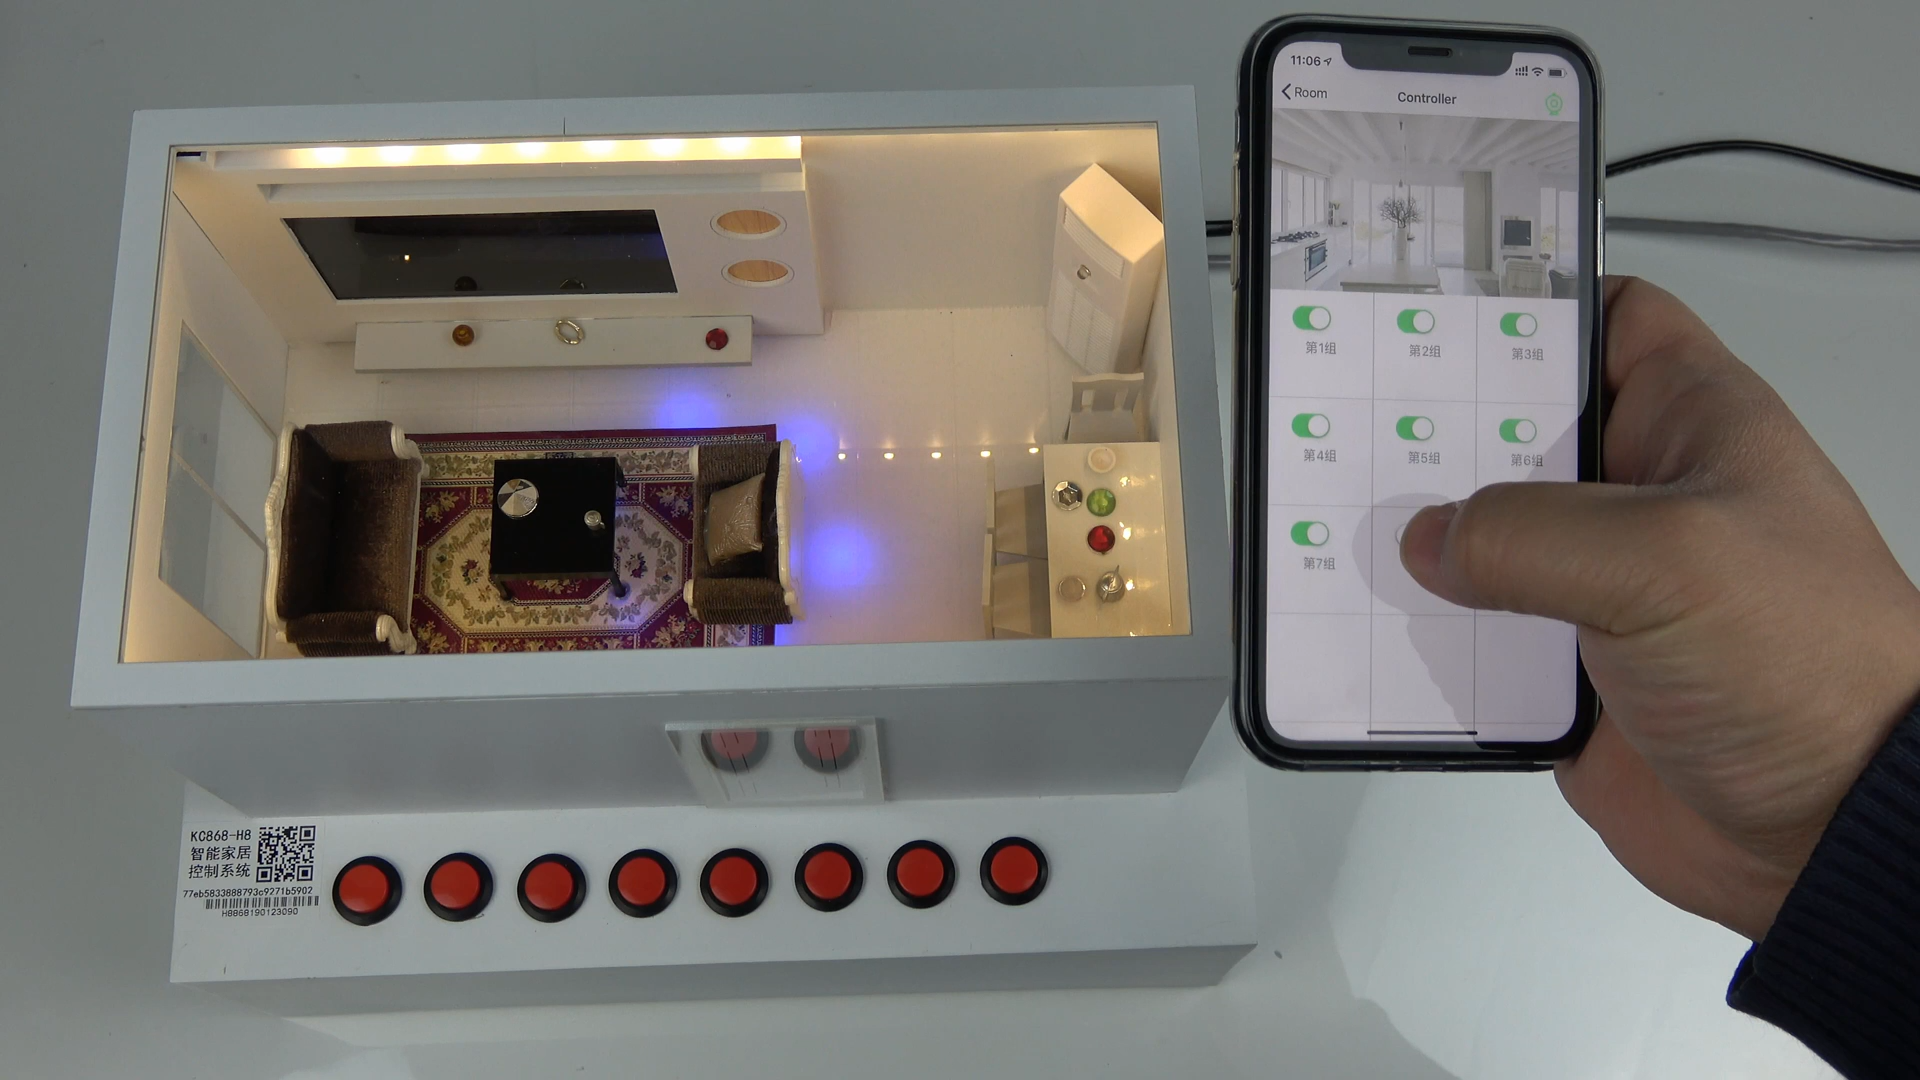 11:06
Room
Controller
第1组
第2组
第3组
第4组
第5组
第6组
第7组
KC868-H8
智能家居
控制系统
77eb5833888793c9271b5902
H8868190123090